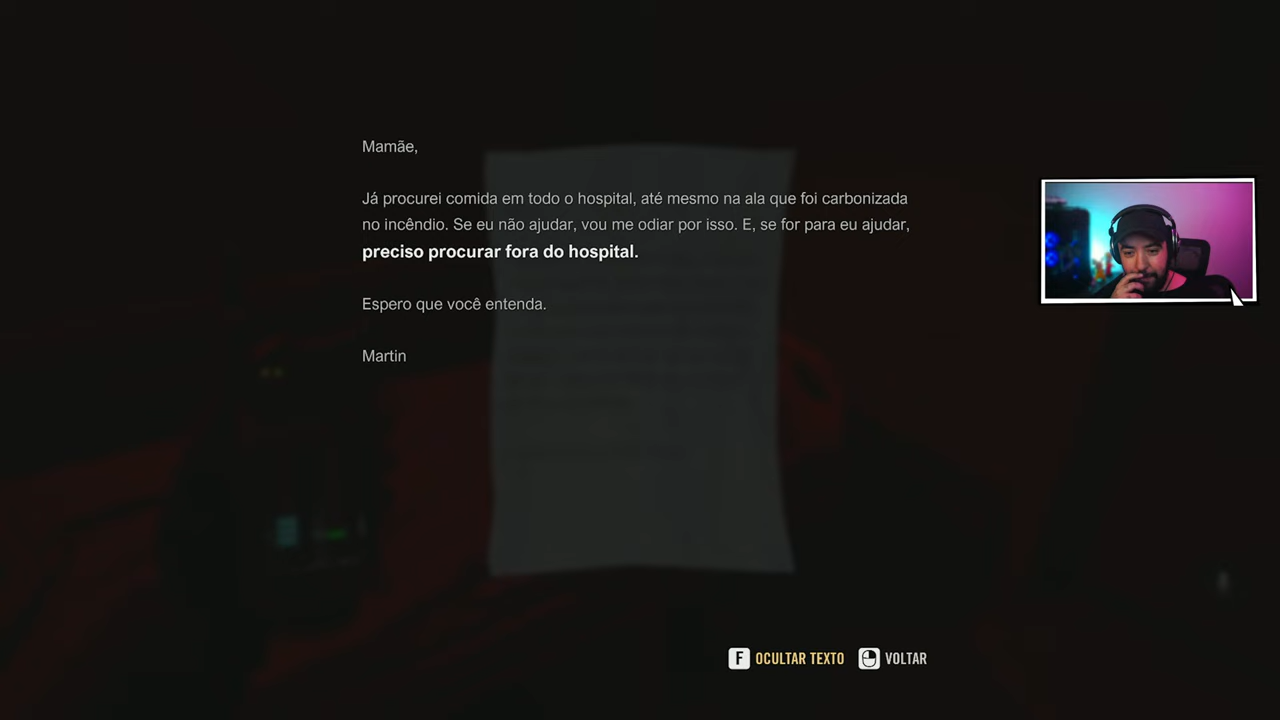 Mamãe,
Já procurei comida em todo o hospital, até mesmo na ala que foi carbonizada
no incêndio. Se eu não ajudar, vou me odiar por isso. E, se for para eu ajudar,
preciso procurar fora do hospital.
Espero que você entenda.
Martin
F OCULTAR TEXTO VOLTAR